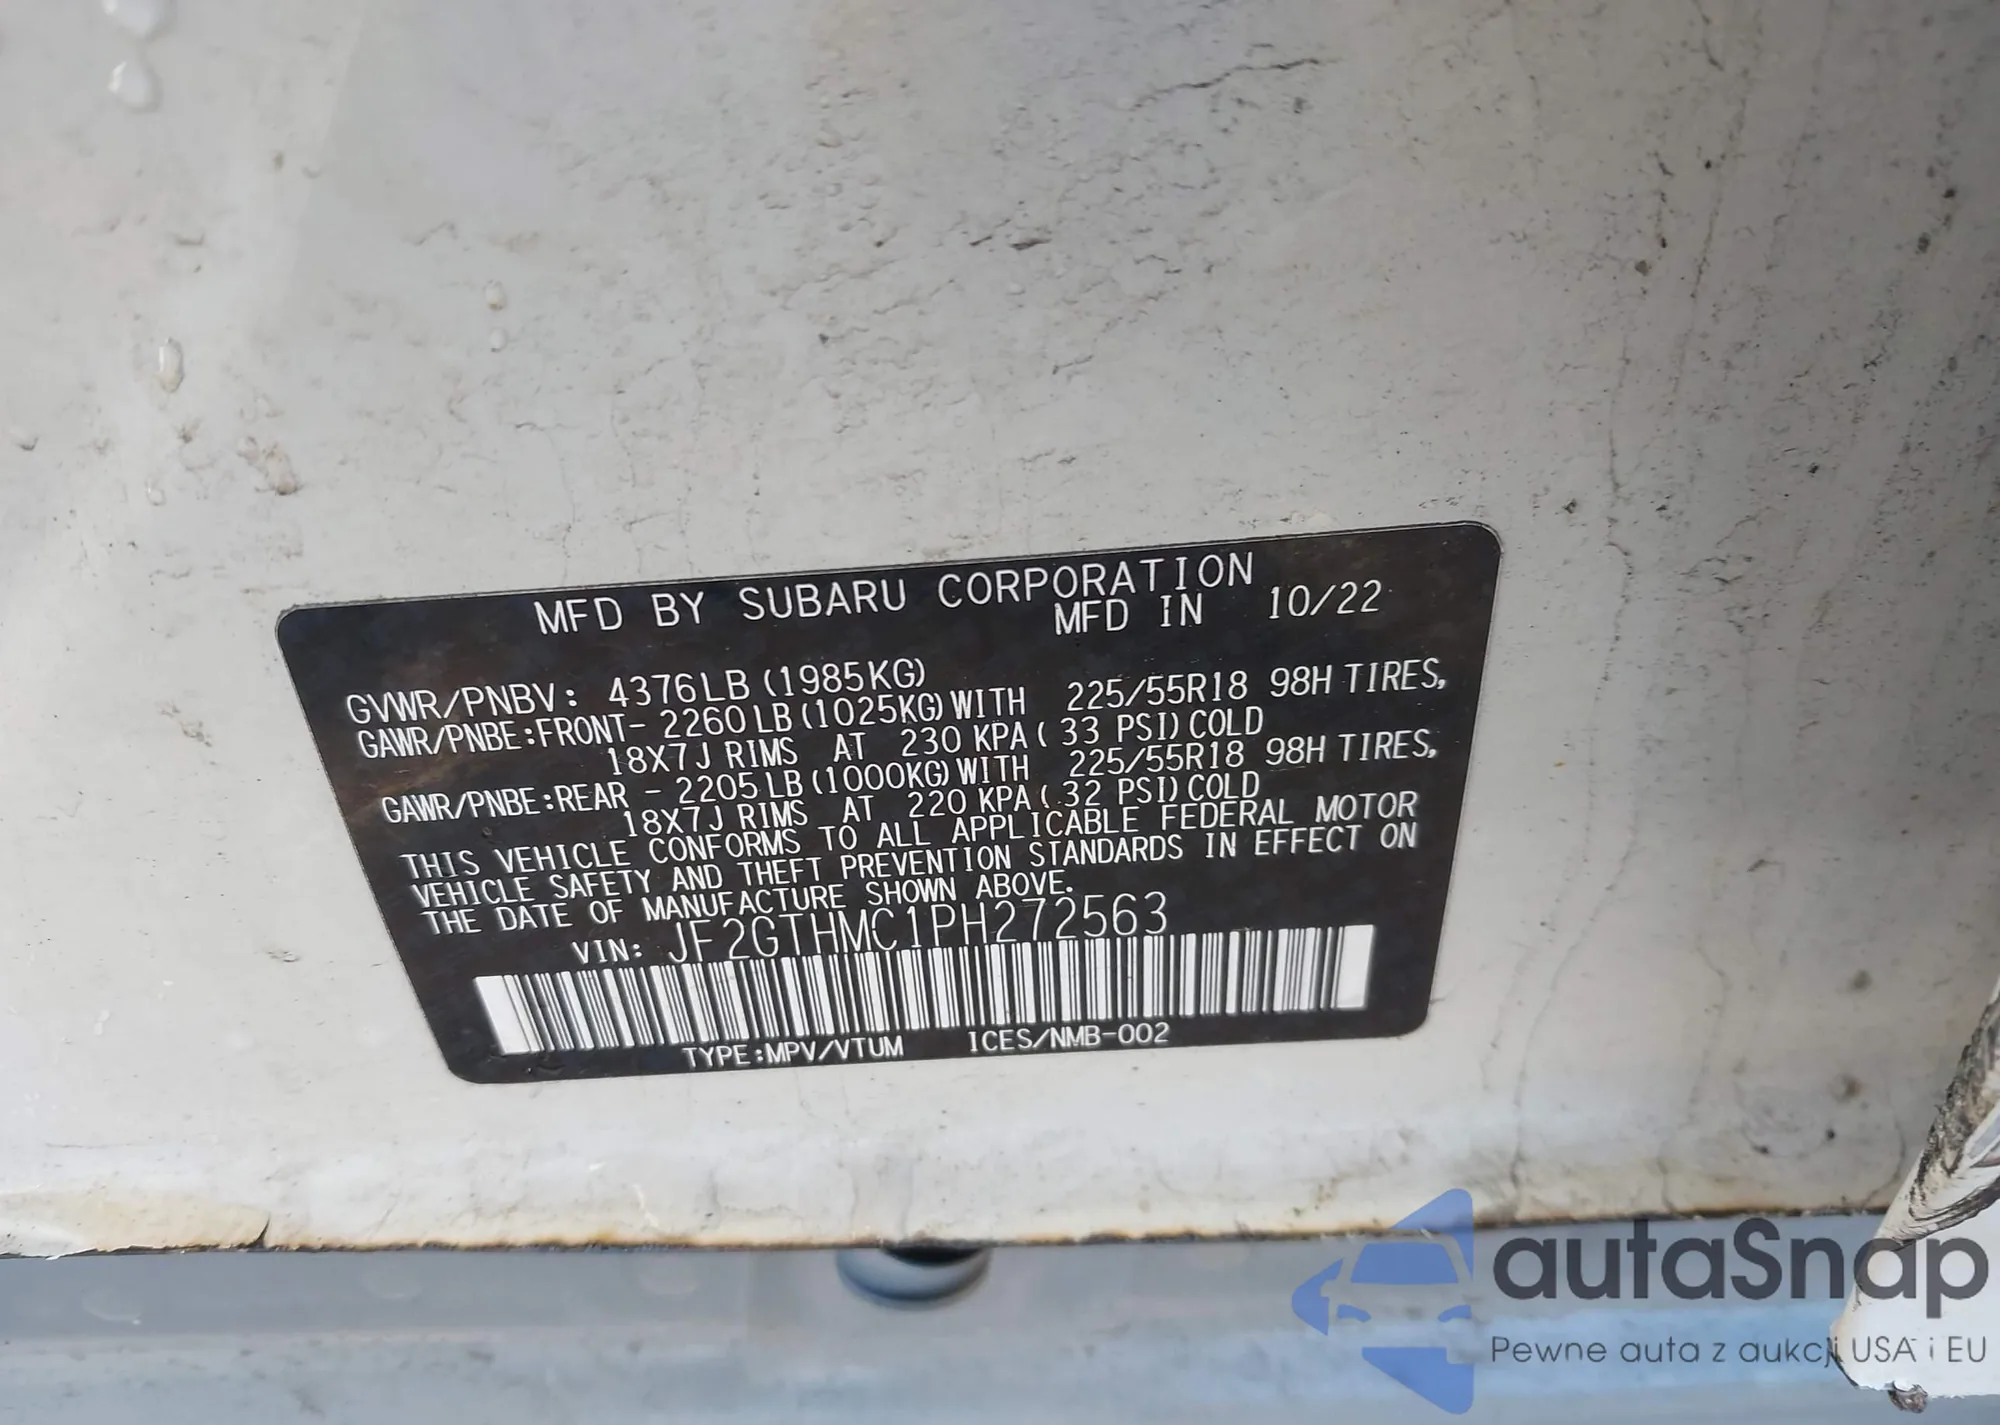 MFD BY SUBARU CORPORATION
MFD IN 10/22
GVWR/PNBV: 4376LB (1985KG)
GAWR/PNBE:FRONT- 2260LB (1025KG) WITH 225/55R18 98H TIRES,
18X7J RIMS AT 230 KPA ( 33 PSI) COLD
GAWR/PNBE:REAR - 2205LB (1000KG) WITH 225/55R18 98H TIRES,
18X7J RIMS AT 220 KPA ( 32 PSI) COLD
THIS VEHICLE CONFORMS TO ALL APPLICABLE FEDERAL MOTOR
VEHICLE SAFETY AND THEFT PREVENTION STANDARDS IN EFFECT ON
THE DATE OF MANUFACTURE SHOWN ABOVE.
VIN: JF2GTHMC1PH272563
TYPE:MPV/VTUM ICES/NMB-002
autaSnap
Pewne auta z aukcji USA i EU